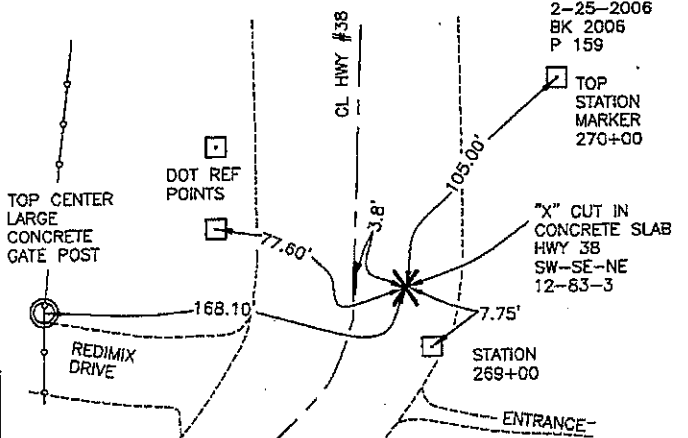 2-25-2006
BK 2006
P 159
CL HWY #38
TOP
STATION
MARKER
270+00
105.00'
DOT REF
POINTS
TOP CENTER
LARGE
CONCRETE
GATE POST
77.60'
3.8'
"X" CUT IN
CONCRETE SLAB
HWY 38
SW-SE-NE
12-83-3
168.10
7.75'
REDIMIX
DRIVE
STATION
269+00
ENTRANCE